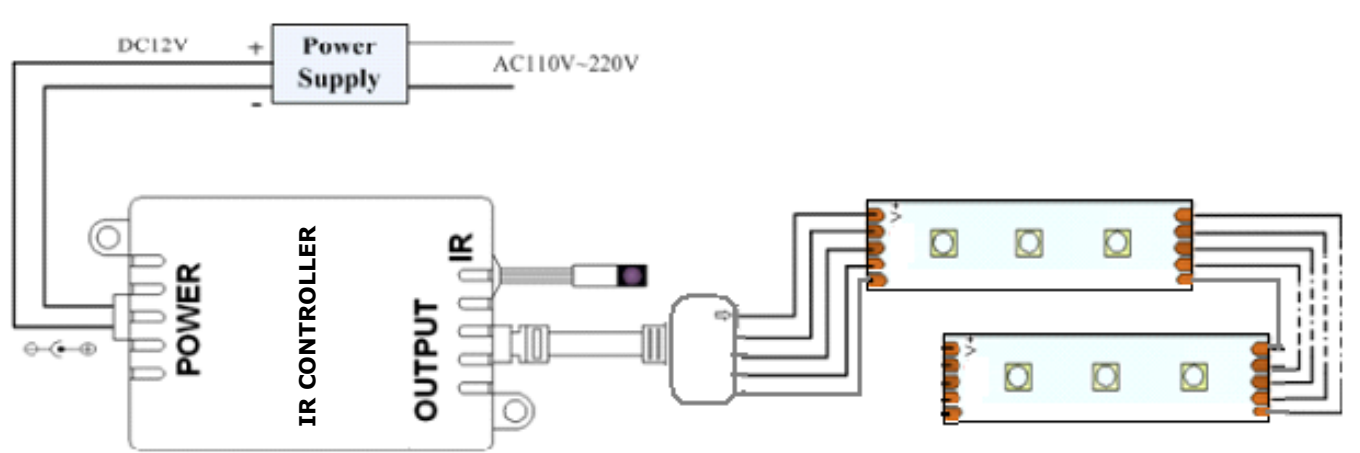 DC12V
+
-
Power
Supply
AC110V~220V
POWER
IR CONTROLLER
IR
OUTPUT
V+
V+